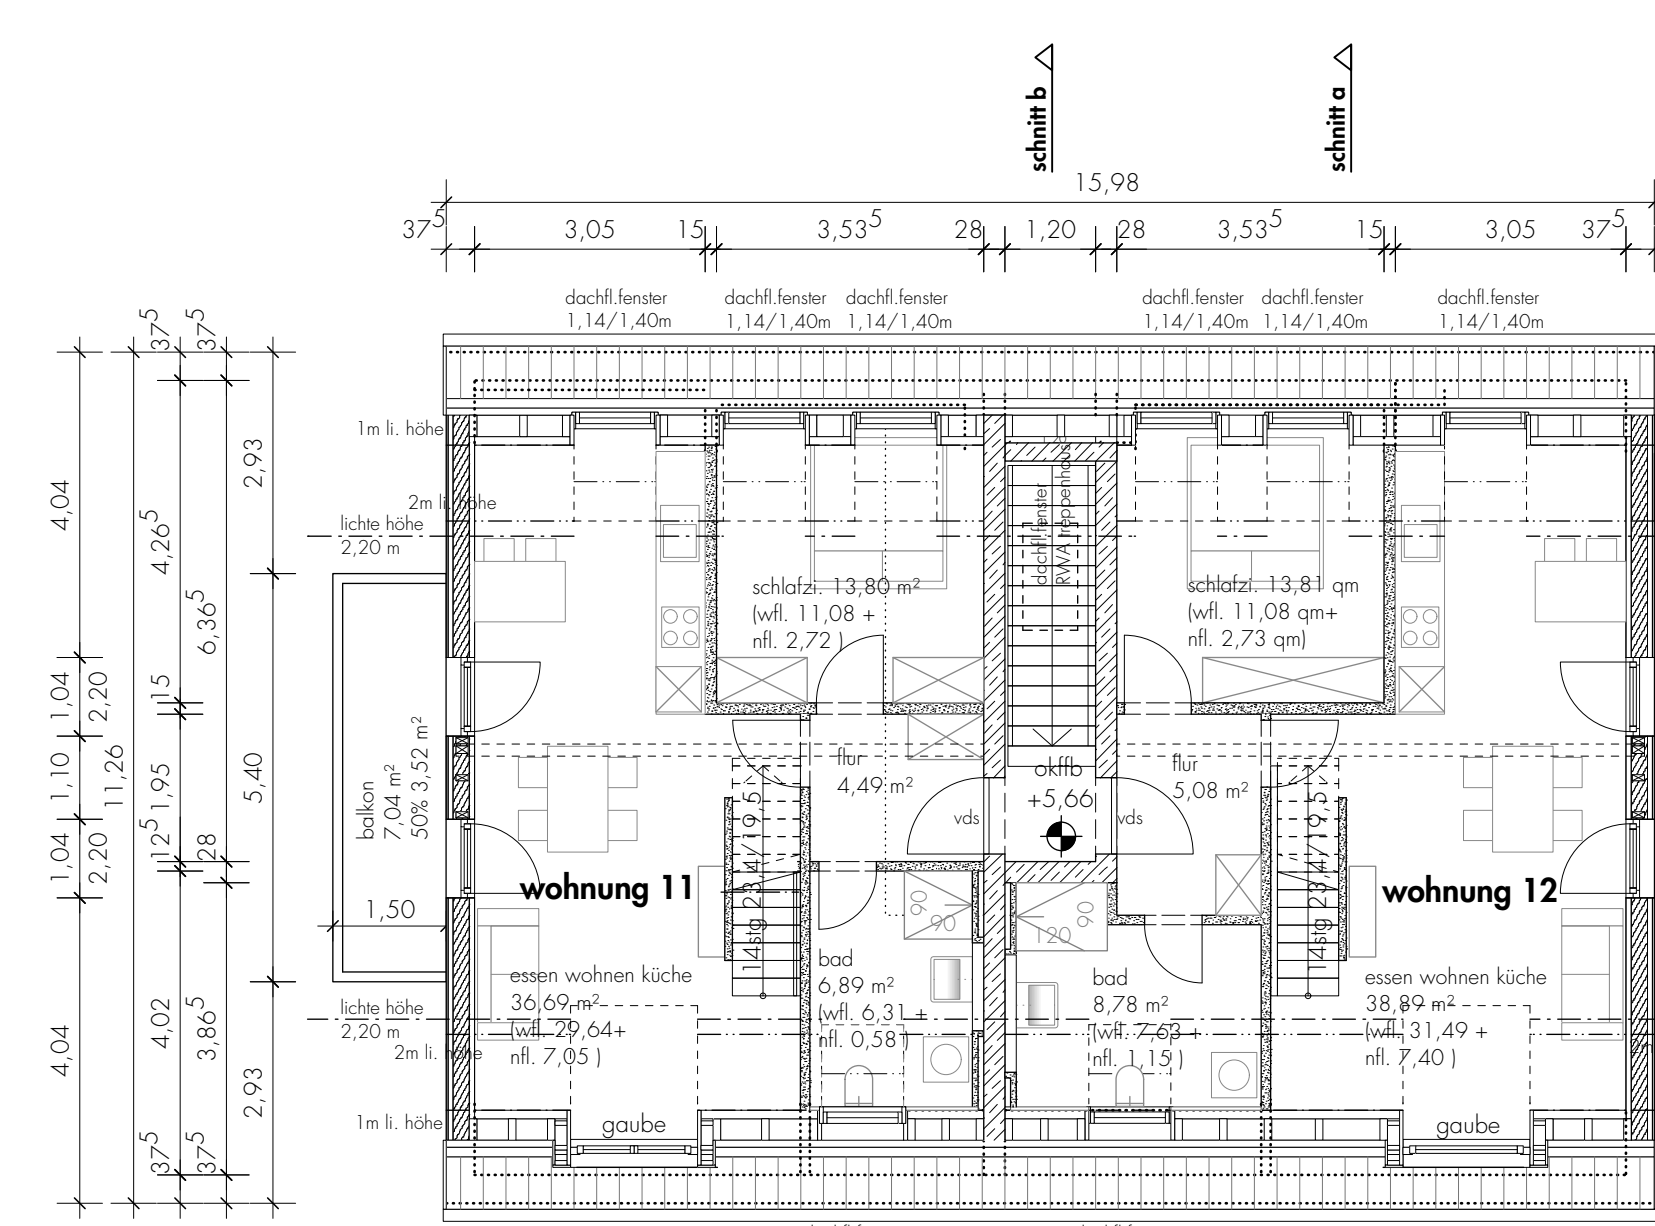 schnitt b
schnitt a
15,98
37⁵ 3,05 15 3,53⁵ 28 1,20 28 3,53⁵ 15 3,05 37⁵
dachfl.fenster
1,14/1,40m
dachfl.fenster
1,14/1,40m
dachfl.fenster
1,14/1,40m
dachfl.fenster
1,14/1,40m
dachfl.fenster
1,14/1,40m
dachfl.fenster
1,14/1,40m
4,04
1,04
2,20
1,10
1,04
2,20
4,04
11,26
37⁵
4,26⁵
15
1,95
12⁵
4,02
37⁵
37⁵
6,36⁵
28
3,86⁵
37⁵
2,93
5,40
2,93
1m li. höhe
2m li. höhe
lichte höhe
2,20 m
balkon
7,04 m²
50% 3,52 m²
1,50
lichte höhe
2,20 m
2m li. höhe
1m li. höhe
schlafzi. 13,80 m²
(wfl. 11,08 +
nfl. 2,72 )
dachfl.fenster
RWA treppenhaus
schlafzi. 13,81 qm
(wfl. 11,08 qm+
nfl. 2,73 qm)
flur
4,49 m²
okffb
+5,66
vds
vds
flur
5,08 m²
wohnung 11
14stg 23,4/19,5
90
90
120
90
14stg 23,4/19,5
wohnung 12
essen wohnen küche
36,69 m²
(wfl. 29,64+
nfl. 7,05 )
bad
6,89 m²
(wfl. 6,31 +
nfl. 0,58 )
bad
8,78 m²
(wfl. 7,63 +
nfl. 1,15 )
essen wohnen küche
38,89 m²
(wfl. 31,49 +
nfl. 7,40 )
gaube
gaube